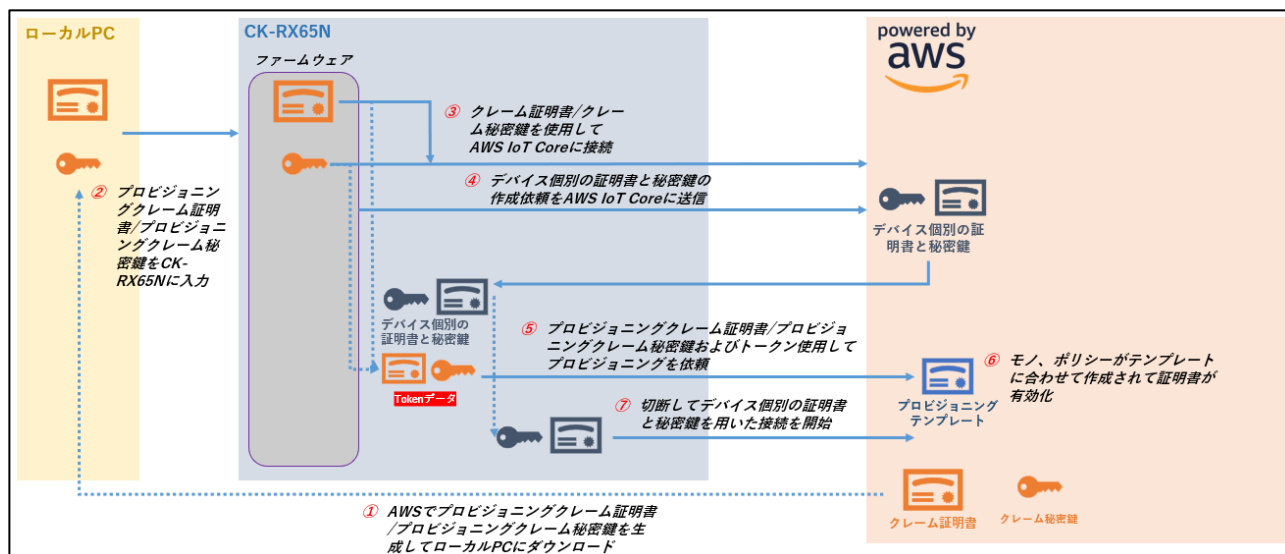 ローカルPC
CK-RX65N
ファームウェア
powered by
aws
③ クレーム証明書/クレー
ム秘密鍵を使用して
AWS IoT Coreに接続
④ デバイス個別の証明書と秘密鍵の
作成依頼をAWS IoT Coreに送信
② プロビジョニン
グクレーム証明
書/プロビジョニ
ングクレーム秘
密鍵をCK-
RX65Nに入力
デバイス個別の証
明書と秘密鍵
デバイス個別の
証明書と秘密鍵
Tokenデータ
⑤ プロビジョニングクレーム証明書/プロビジョ
ニングクレーム秘密鍵およびトークン使用して
プロビジョニングを依頼
⑥ モノ、ポリシーがテンプレート
に合わせて作成されて証明書が
有効化
プロビジョニング
テンプレート
⑦ 切断してデバイス個別の証明書
と秘密鍵を用いた接続を開始
クレーム証明書
クレーム秘密鍵
① AWSでプロビジョニングクレーム証明書
/プロビジョニングクレーム秘密鍵を生
成してローカルPCにダウンロード